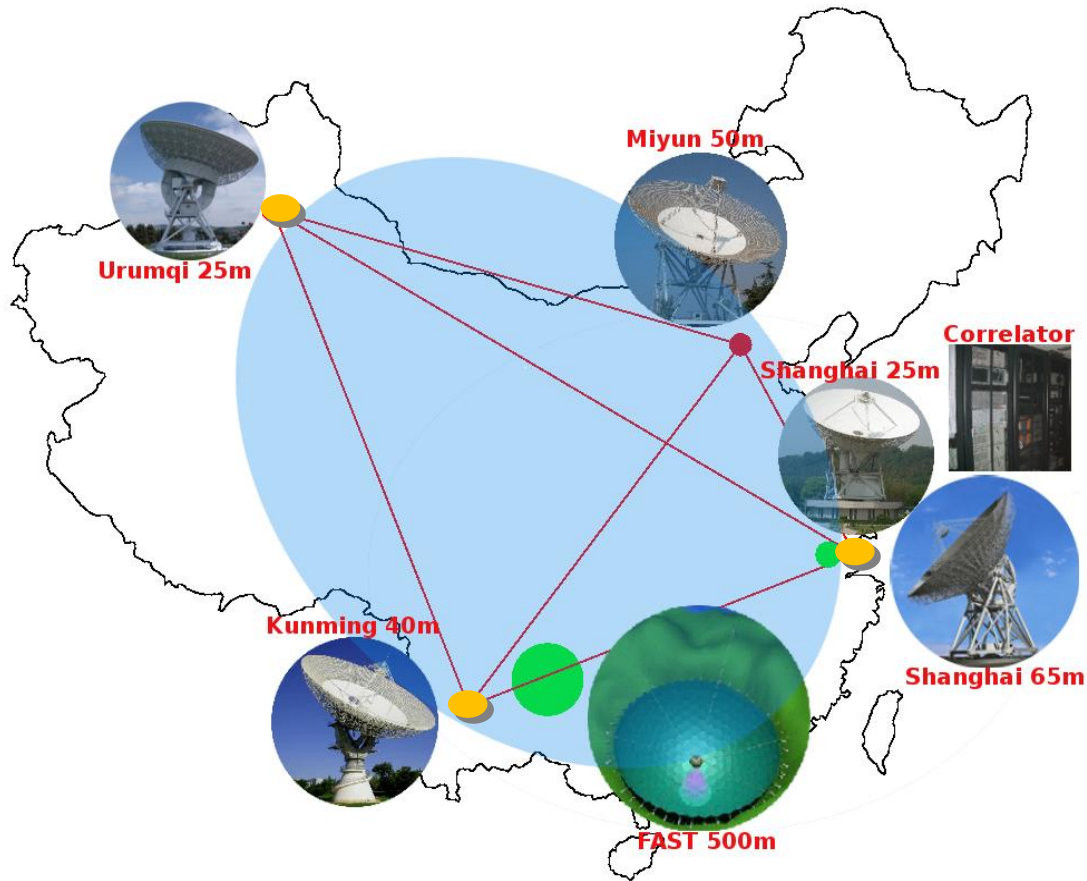 Miyun 50m
Urumqi 25m
Correlator
Shanghai 25m
Kunming 40m
Shanghai 65m
FAST 500m